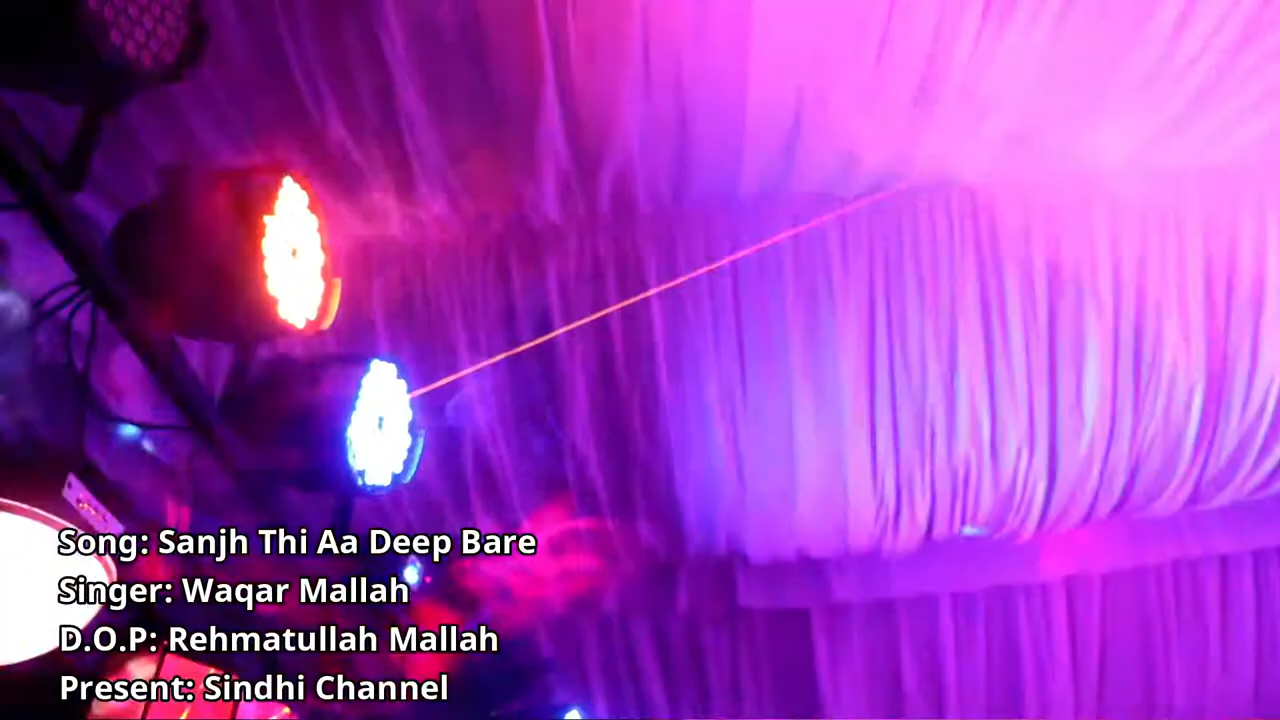 Song: Sanjh Thi Aa Deep Bare
Singer: Waqar Mallah
D.O.P: Rehmatullah Mallah
Present: Sindhi Channel